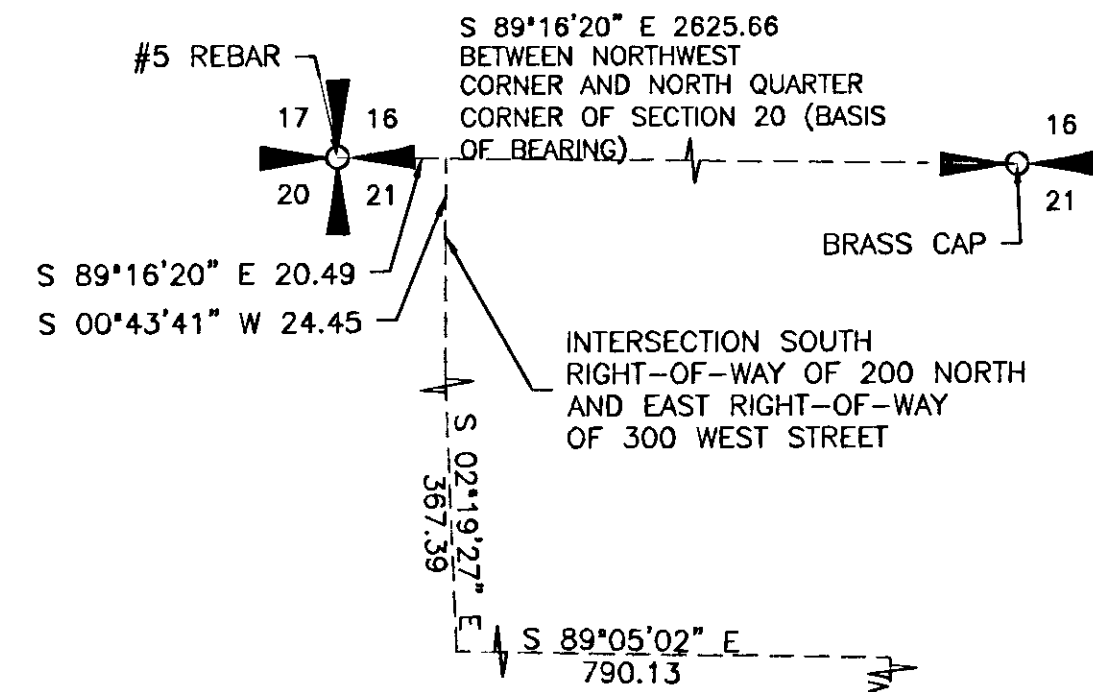 #5 REBAR
S 89°16'20" E 2625.66
BETWEEN NORTHWEST
CORNER AND NORTH QUARTER
CORNER OF SECTION 20 (BASIS
OF BEARING)
17 16
20 21
16
21
BRASS CAP
S 89°16'20" E 20.49
S 00°43'41" W 24.45
INTERSECTION SOUTH
RIGHT-OF-WAY OF 200 NORTH
AND EAST RIGHT-OF-WAY
OF 300 WEST STREET
S 02°19'27" E
367.39
S 89°05'02" E
790.13